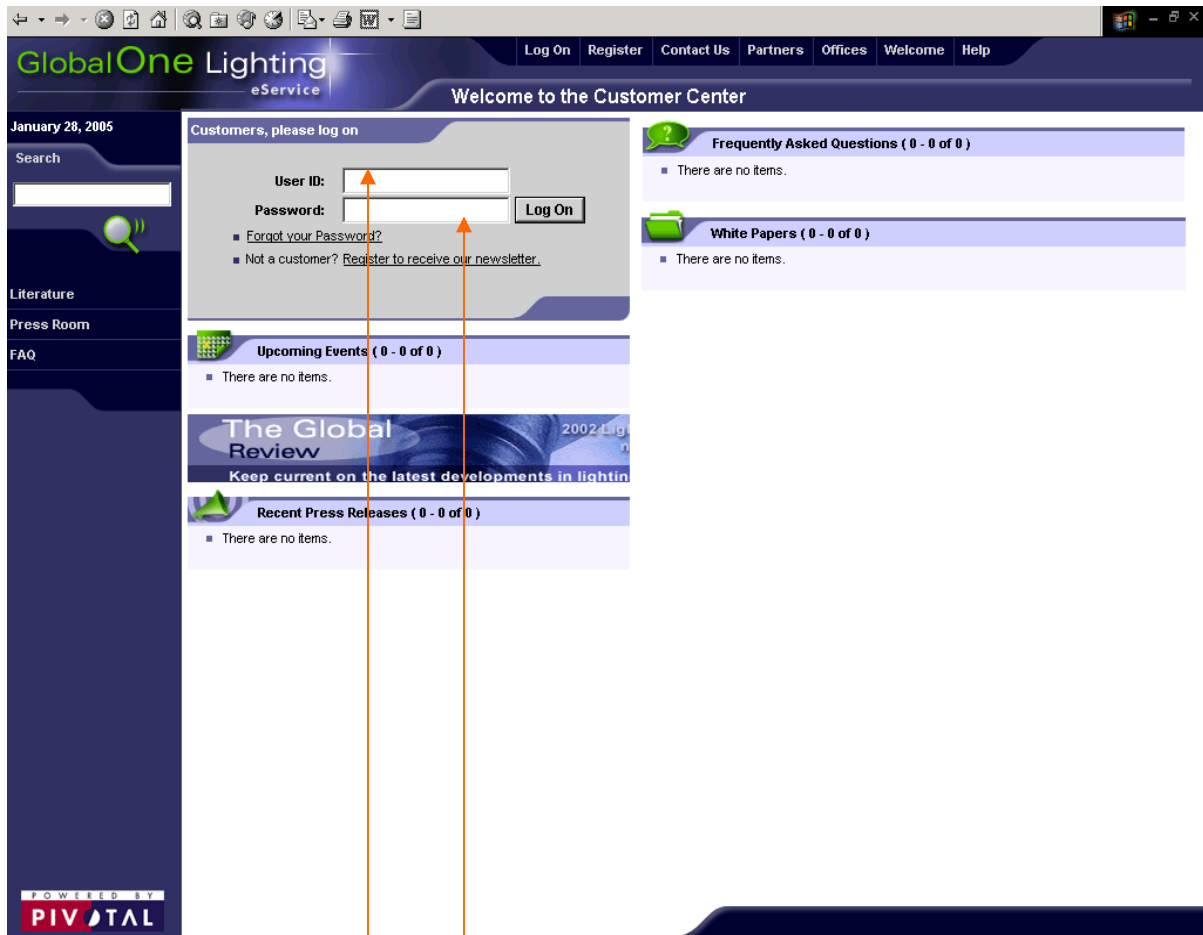 Log On Register Contact Us Partners Offices Welcome Help
GlobalOne Lighting
eService
Welcome to the Customer Center
January 28, 2005
Search
Literature
Press Room
FAQ
Customers, please log on
User ID:
Password: Log On
Forgot your Password?
Not a customer? Register to receive our newsletter.
Upcoming Events ( 0 - 0 of 0 )
There are no items.
The Global
Review
2002 Lig
n
Keep current on the latest developments in lightin
Recent Press Releases ( 0 - 0 of 0 )
There are no items.
Frequently Asked Questions ( 0 - 0 of 0 )
There are no items.
White Papers ( 0 - 0 of 0 )
There are no items.
POWERED BY
PIVOTAL